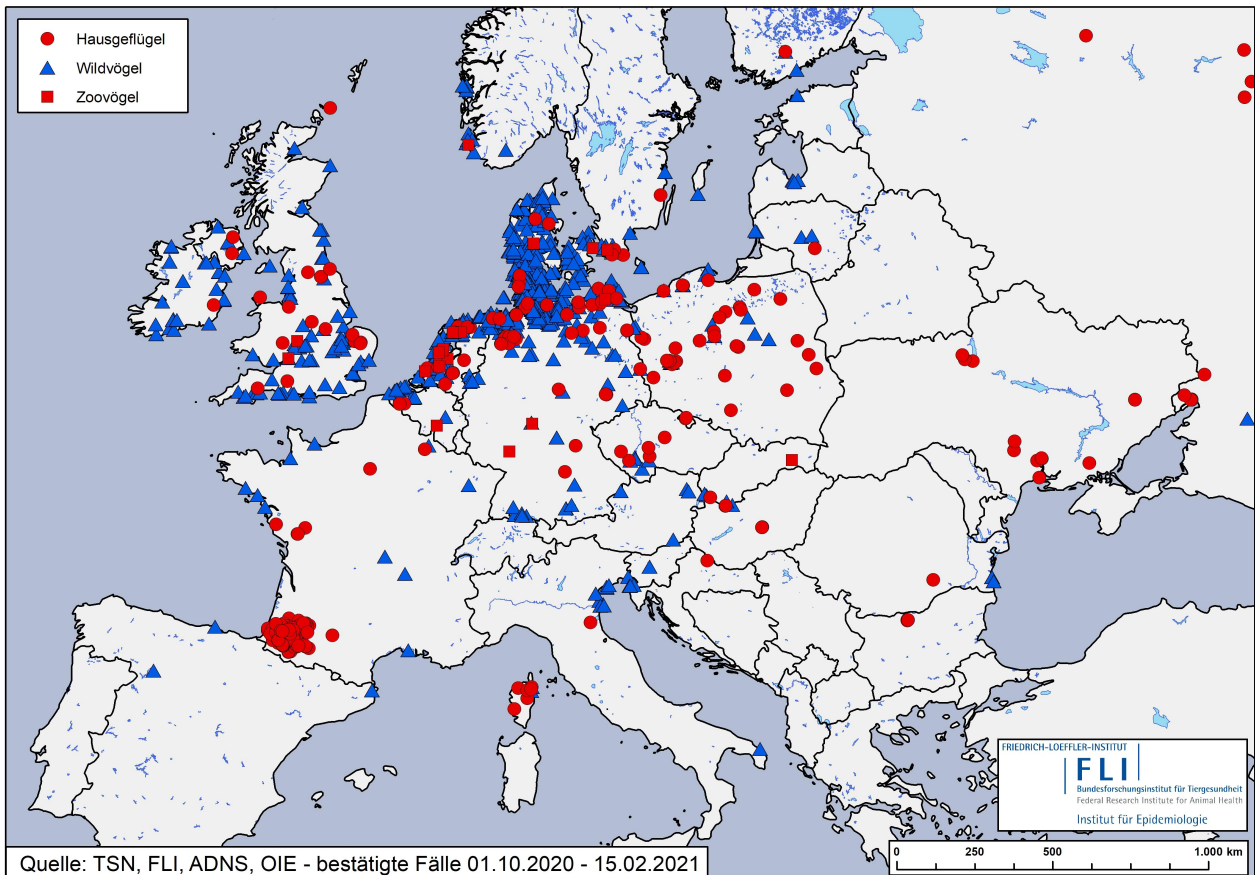 Hausgeflügel
Wildvögel
Zoovögel
FRIEDRICH-LOEFFLER-INSTITUT
FLI
Bundesforschungsinstitut für Tiergesundheit
Federal Research Institute for Animal Health
Institut für Epidemiologie
Quelle: TSN, FLI, ADNS, OIE - bestätigte Fälle 01.10.2020 - 15.02.2021
0 250 500 1.000 km